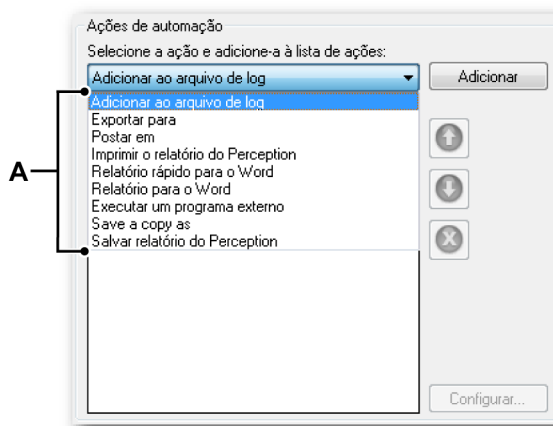 Ações de automação
Selecione a ação e adicione-a à lista de ações:
Adicionar ao arquivo de log
Adicionar
Adicionar ao arquivo de log
Exportar para
Postar em
Imprimir o relatório do Perception
Relatório rápido para o Word
Relatório para o Word
Executar um programa externo
Save a copy as
Salvar relatório do Perception
A
Configurar...